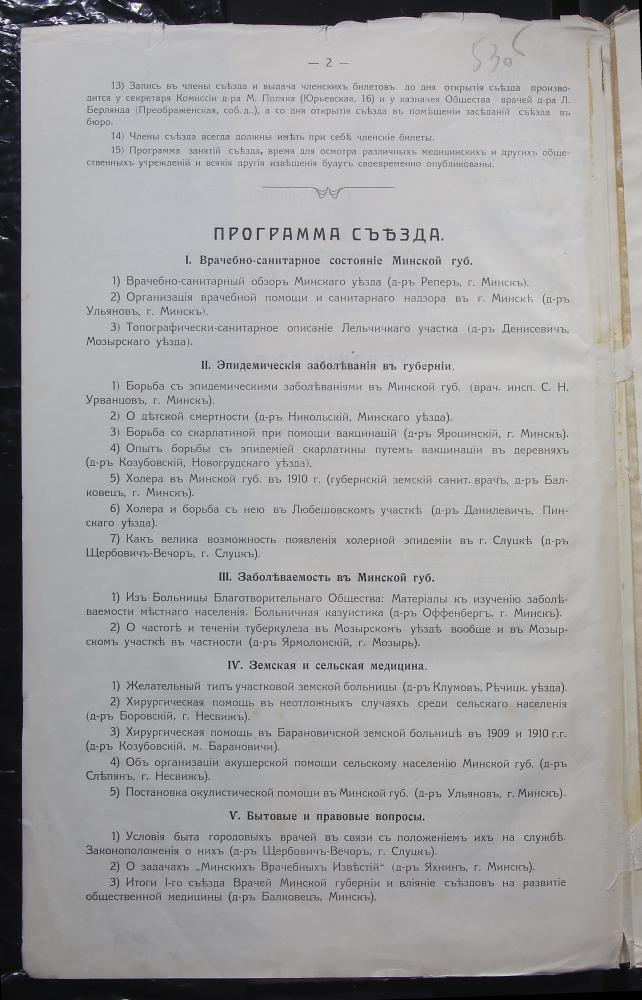 — 2 —
13) Запись въ члены съѣзда и выдача членскихъ билетовъ до дня открытія съѣзда произво-
дится у секретаря Комиссіи д-ра М. Поляка (Юрьевская, 16) и у казначея Общества врачей д-ра Л.
Берлянда (Преображенская, соб. д.), а со дня открытія съѣзда въ помѣщеніи засѣданій съѣзда въ
бюро.
14) Члены съѣзда всегда должны имѣть при себѣ членскіе билеты.
15) Программа занятій съѣзда, время для осмотра различныхъ медицинскихъ и другихъ обще-
ственныхъ учрежденій и всякія другія извѣщенія будутъ своевременно опубликованы.
ПРОГРАММА СЪѢЗДА.
I. Врачебно-санитарное состояніе Минской губ.
1) Врачебно-санитарный обзоръ Минскаго уѣзда (д-ръ Реперъ, г. Минскъ).
2) Организація врачебной помощи и санитарнаго надзора въ г. Минскѣ (д-ръ
Ульяновъ, г. Минскъ).
3) Топографически-санитарное описаніе Лельчичкаго участка (д-ръ Денисевичъ,
Мозырскаго уѣзда).
II. Эпидемическія заболѣванія въ губерніи.
1) Борьба съ эпидемическими заболѣваніями въ Минской губ. (врач. инсп. С. Н.
Урванцовъ, г. Минскъ).
2) О дѣтской смертности (д-ръ Никольскій, Минскаго уѣзда).
3) Борьба со скарлатиной при помощи вакцинацій (д-ръ Яроцинскій, г. Минскъ).
4) Опытъ борьбы съ эпидеміей скарлатины путемъ вакцинаціи въ деревняхъ
(д-ръ Козубовскій, Новогрудскаго уѣзда).
5) Холера въ Минской губ. въ 1910 г. (губернскій земскій санит. врачъ, д-ръ Бал-
ковецъ, г. Минскъ).
6) Холера и борьба съ нею въ Любешовскомъ участкѣ (д-ръ Данилевичъ, Пин-
скаго уѣзда).
7) Какъ велика возможность появленія холерной эпидеміи въ г. Слуцкѣ (д-ръ
Щербовичъ-Вечоръ, г. Слуцкъ).
III. Заболѣваемость въ Минской губ.
1) Изъ Больницы Благотворительнаго Общества: Матеріалы къ изученію заболѣ-
ваемости мѣстнаго населенія. Больничная казуистика (д-ръ Оффенбергъ, г. Минскъ).
2) О частотѣ и теченіи туберкулеза въ Мозырскомъ уѣздѣ вообще и въ Мозыр-
скомъ участкѣ въ частности (д-ръ Ярмолонскій, г. Мозырь).
IV. Земская и сельская медицина.
1) Желательный типъ участковой земской больницы (д-ръ Клумовъ, Рѣчицк. уѣзда).
2) Хирургическая помощь въ неотложныхъ случаяхъ среди сельскаго населенія
(д-ръ Боровскій, г. Несвижъ).
3) Хирургическая помощь въ Барановичской земской больницѣ въ 1909 и 1910 г.г.
(д-ръ Козубовскій, м. Барановичи).
4) Объ организаціи акушерской помощи сельскому населенію Минской губ. (д-ръ
Слѣпянъ, г. Несвижъ).
5) Постановка окулистической помощи въ Минской губ. (д-ръ Ульяновъ, г. Минскъ).
V. Бытовые и правовые вопросы.
1) Условія быта городовыхъ врачей въ связи съ положеніемъ ихъ на службѣ.
Законоположенія о нихъ (д-ръ Щербовичъ-Вечоръ, г. Слуцкъ).
2) О задачахъ „Минскихъ Врачебныхъ Извѣстій" (д-ръ Яхнинъ, г. Минскъ).
3) Итоги I-го съѣзда Врачей Минской губерніи и вліяніе съѣздовъ на развитіе
общественной медицины (д-ръ Балковецъ, Минскъ).